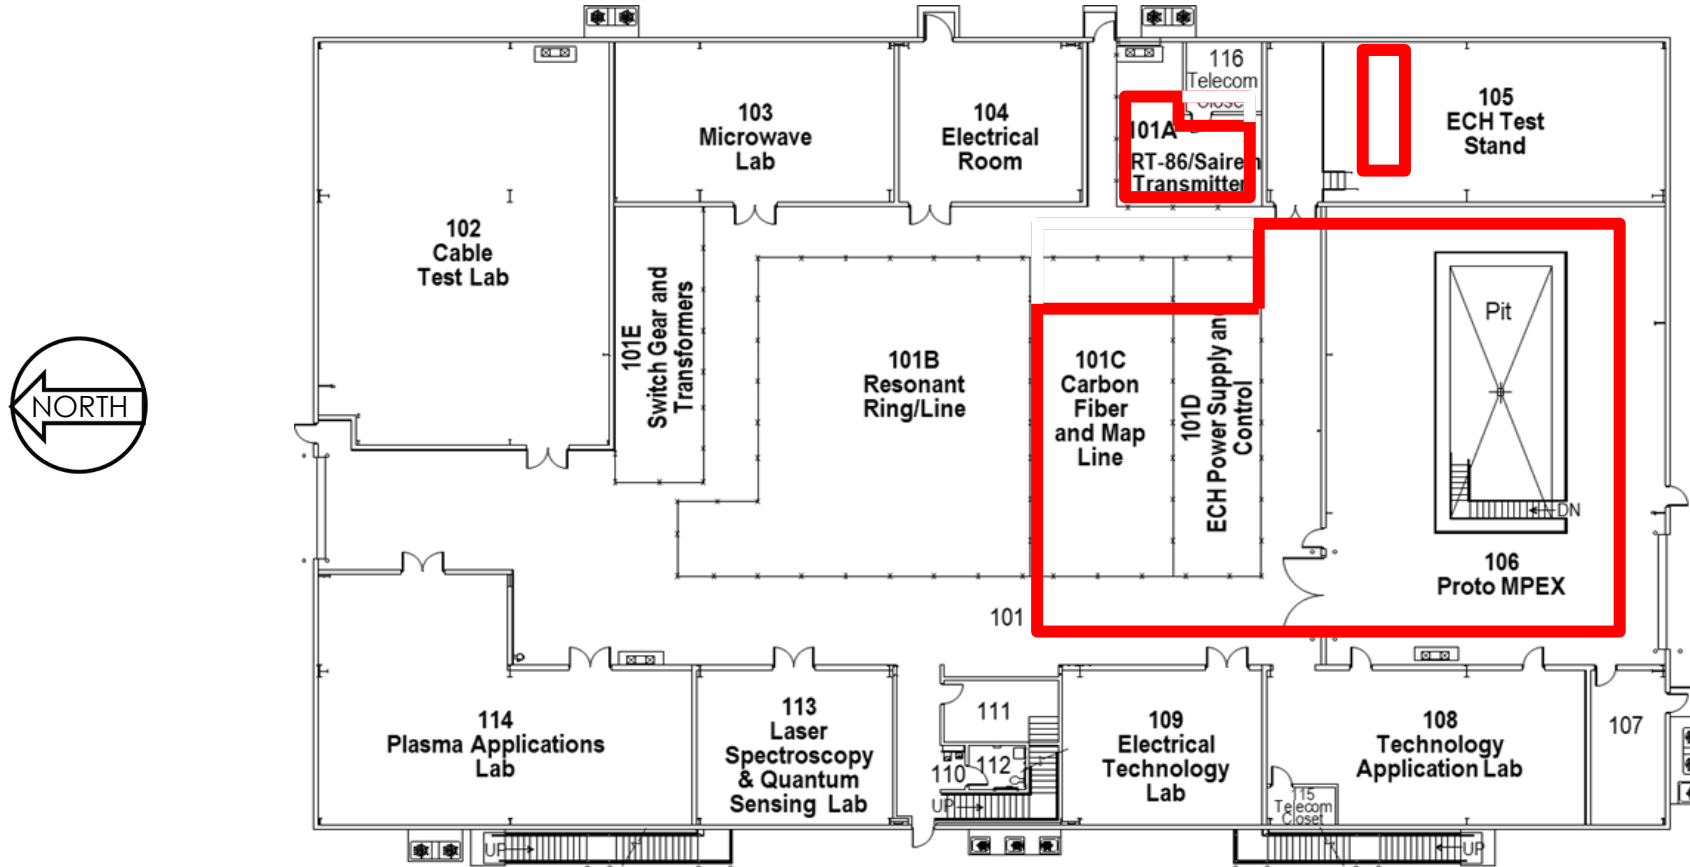 116
Telecom
Closet
103
Microwave
Lab
104
Electrical
Room
101A
RT-86/Sairem
Transmitter
105
ECH Test
Stand
102
Cable
Test Lab
101E
Switch Gear and
Transformers
101B
Resonant
Ring/Line
101C
Carbon
Fiber
and Map
Line
101D
ECH Power Supply and
Control
Pit
DN
NORTH
106
Proto MPEX
101
114
Plasma Applications
Lab
113
Laser
Spectroscopy
& Quantum
Sensing Lab
111
110
112
UP
109
Electrical
Technology
Lab
108
Technology
Application Lab
107
115
Telecom
Closet
UP
UP